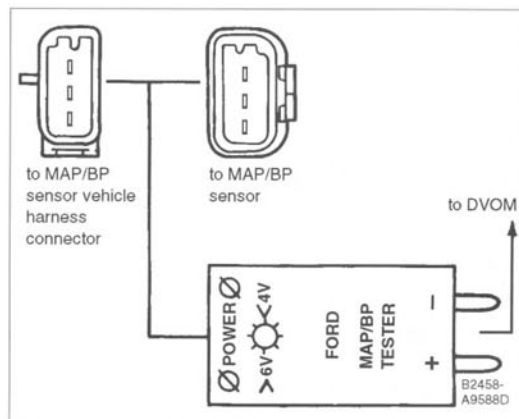 to MAP/BP
sensor vehicle
harness
connector
to MAP/BP
sensor
to DVOM
POWER
>6V
<4V
FORD
MAP/BP
TESTER
−
+
B2458-
A9588D